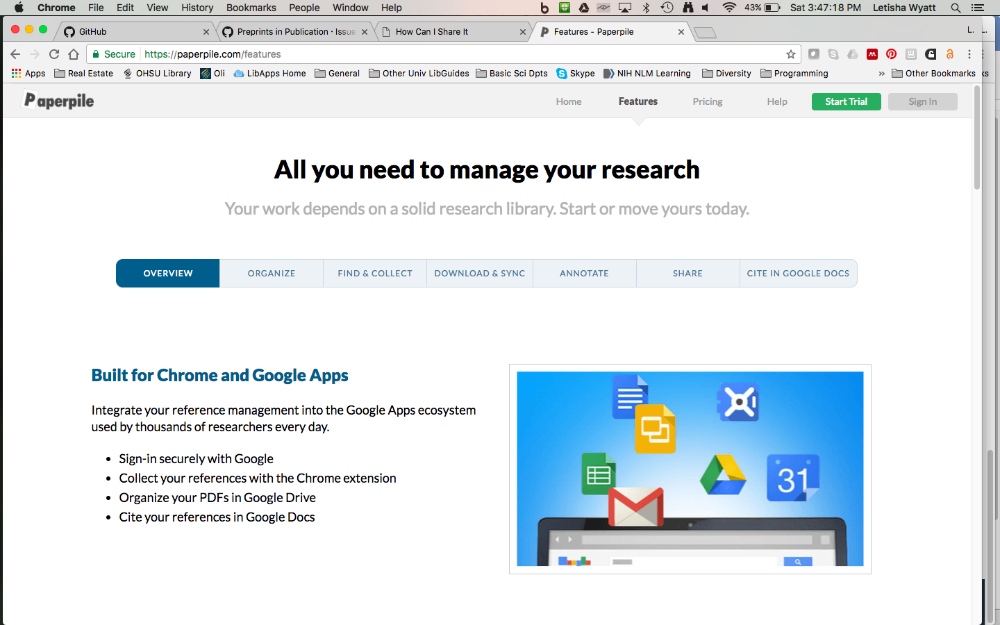 Chrome File Edit View History Bookmarks People Window Help
43% Sat 3:47:18 PM Letisha Wyatt
GitHub
Preprints in Publication · Issue
How Can I Share It
Features - Paperpile
L.
Secure https://paperpile.com/features
Apps Real Estate OHSU Library Oli LibApps Home General Other Univ LibGuides Basic Sci Dpts Skype NIH NLM Learning Diversity Programming » Other Bookmarks ks
Paperpile
Home Features Pricing Help Start Trial Sign In
All you need to manage your research
Your work depends on a solid research library. Start or move yours today.
OVERVIEW ORGANIZE FIND & COLLECT DOWNLOAD & SYNC ANNOTATE SHARE CITE IN GOOGLE DOCS
Built for Chrome and Google Apps
Integrate your reference management into the Google Apps ecosystem
used by thousands of researchers every day.
• Sign-in securely with Google
• Collect your references with the Chrome extension
• Organize your PDFs in Google Drive
• Cite your references in Google Docs
31